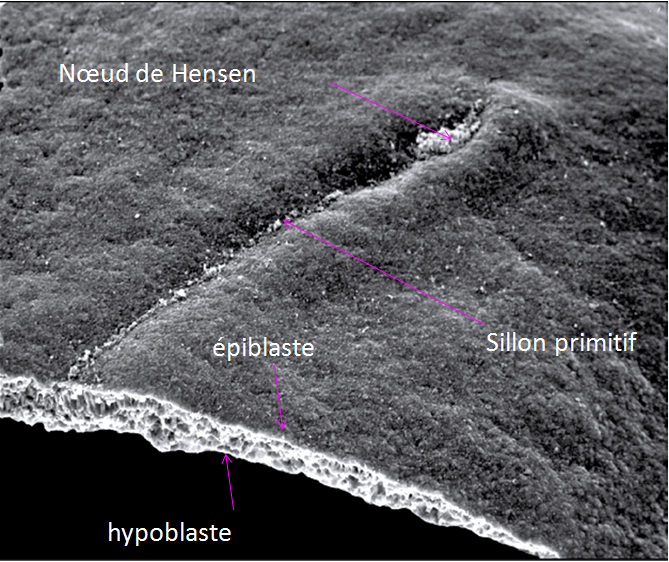 Nœud de Hensen
Sillon primitif
épiblaste
hypoblaste